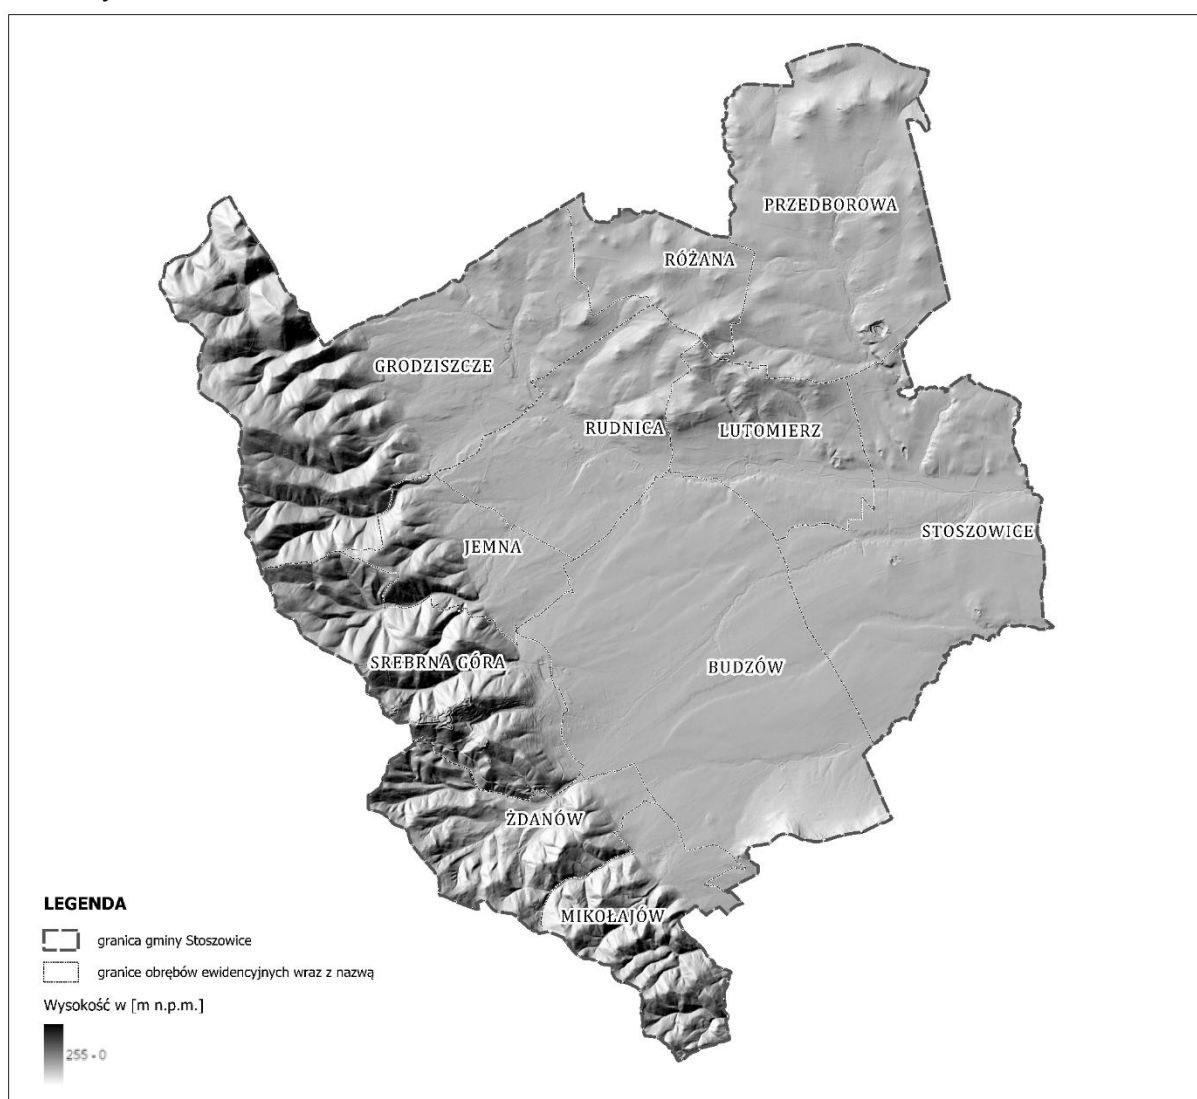 PRZEDBOROWA
RÓŻANA
GRODZISZCZE
RUDNICA
LUTOMIERZ
STOSZOWICE
JEMNA
SREBRNA GÓRA
BUDZÓW
ŻDANÓW
MIKOŁAJÓW
LEGENDA
granica gminy Stoszowice
granice obrębów ewidencyjnych wraz z nazwą
Wysokość w [m n.p.m.]
255 - 0